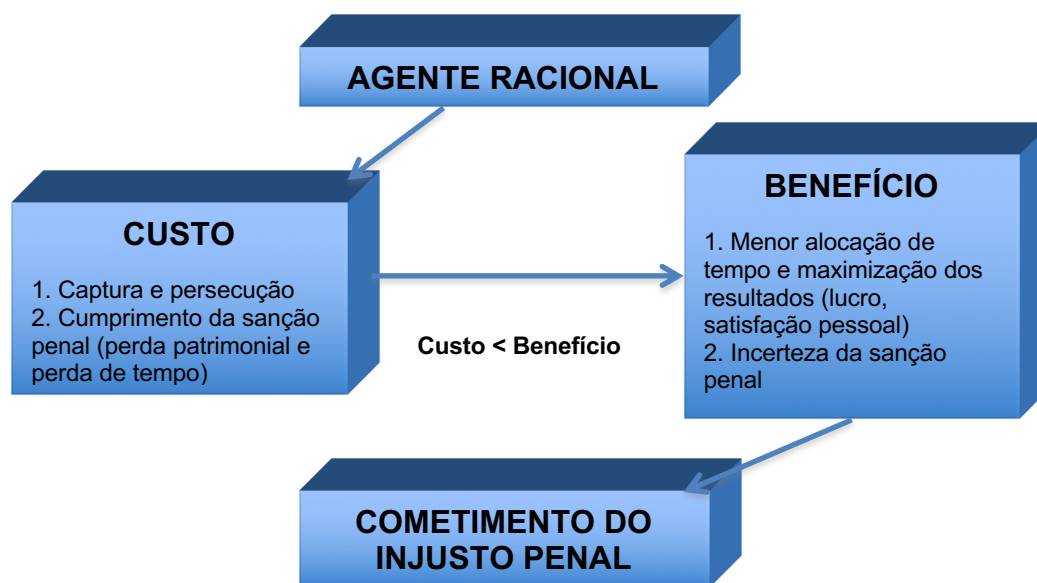 AGENTE RACIONAL
CUSTO
1. Captura e persecução
2. Cumprimento da sanção
penal (perda patrimonial e
perda de tempo)
Custo < Benefício
BENEFÍCIO
1. Menor alocação de
tempo e maximização dos
resultados (lucro,
satisfação pessoal)
2. Incerteza da sanção
penal
COMETIMENTO DO
INJUSTO PENAL